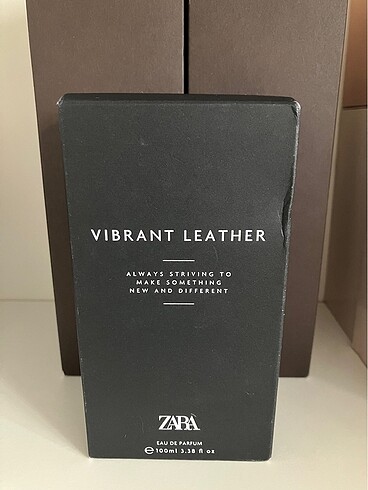 VIBRANT LEATHER
ALWAYS STRIVING TO
MAKE SOMETHING
NEW AND DIFFERENT
ZARA
EAU DE PARFUM
℮100ml 3.38 fl oz